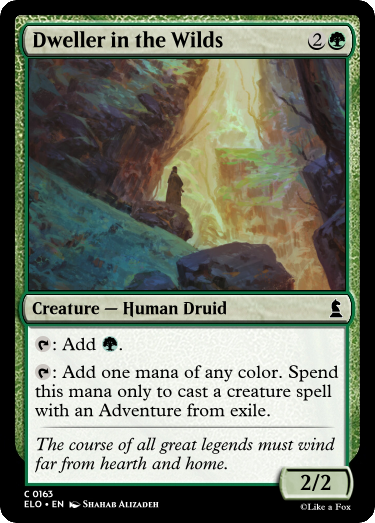 Dweller in the Wilds 2
Creature — Human Druid
: Add .
: Add one mana of any color. Spend
this mana only to cast a creature spell
with an Adventure from exile.
The course of all great legends must wind
far from hearth and home.
2/2
C 0163
ELO • EN Shahab Alizadeh
©Like a Fox